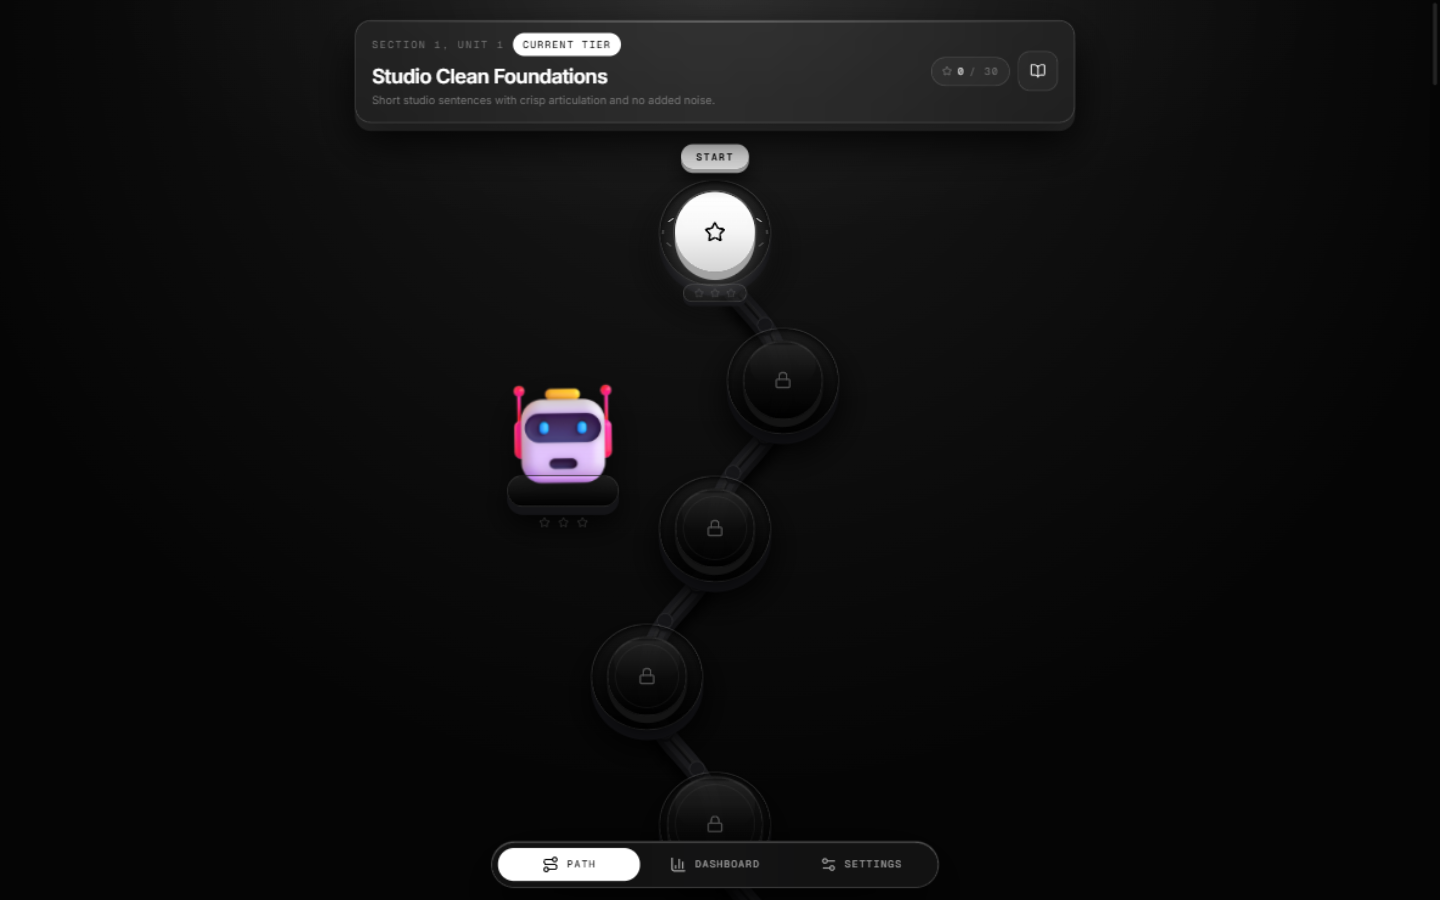 SECTION 1, UNIT 1 CURRENT TIER
Studio Clean Foundations
Short studio sentences with crisp articulation and no added noise.
0 / 30
START
PATH
DASHBOARD
SETTINGS